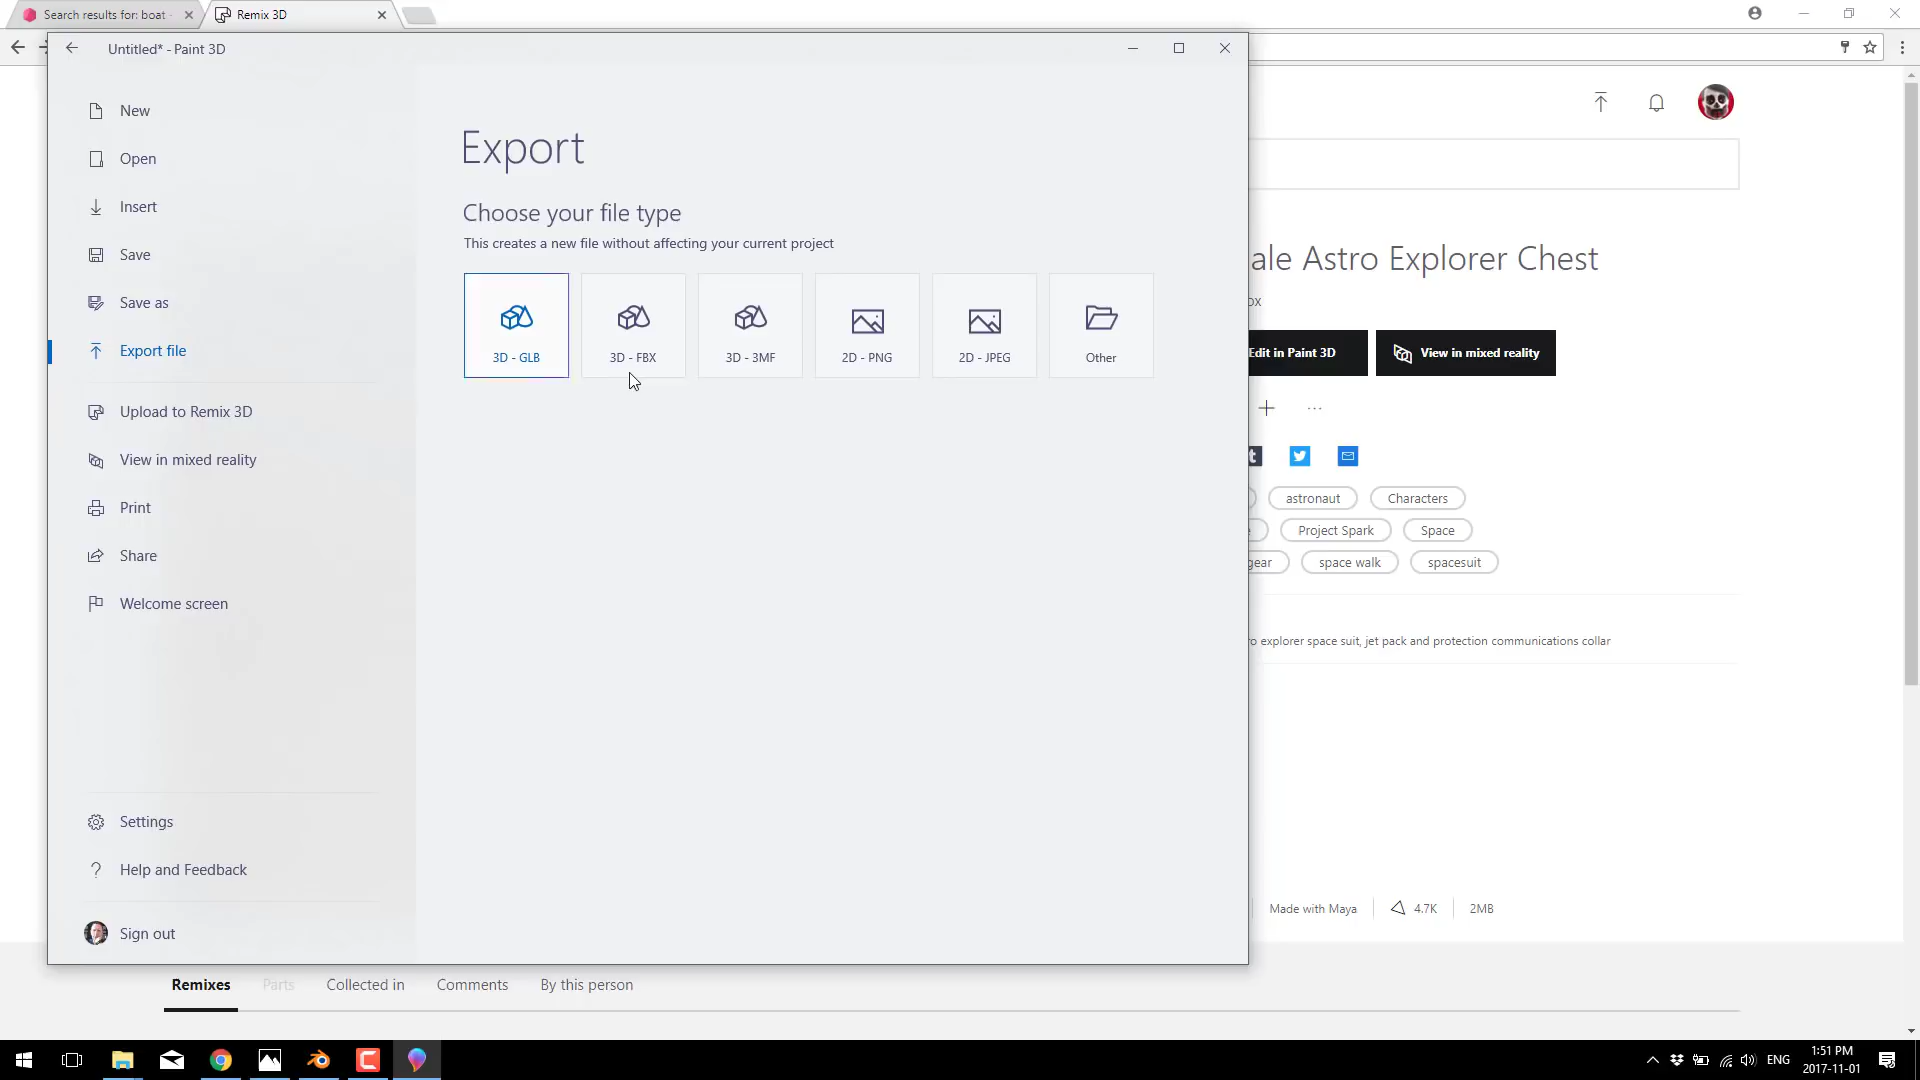 Search results for: boat
Remix 3D
Untitled* - Paint 3D
New
Open
Insert
Save
Save as
Export file
Upload to Remix 3D
View in mixed reality
Print
Share
Welcome screen
Settings
Help and Feedback
Sign out
Export
Choose your file type
This creates a new file without affecting your current project
3D - GLB
3D - FBX
3D - 3MF
2D - PNG
2D - JPEG
Other
ale Astro Explorer Chest
ox
Edit in Paint 3D
View in mixed reality
astronaut
Characters
e
Project Spark
Space
gear
space walk
spacesuit
ro explorer space suit, jet pack and protection communications collar
Made with Maya
4.7K
2MB
Remixes
Parts
Collected in
Comments
By this person
ENG
1:51 PM
2017-11-01